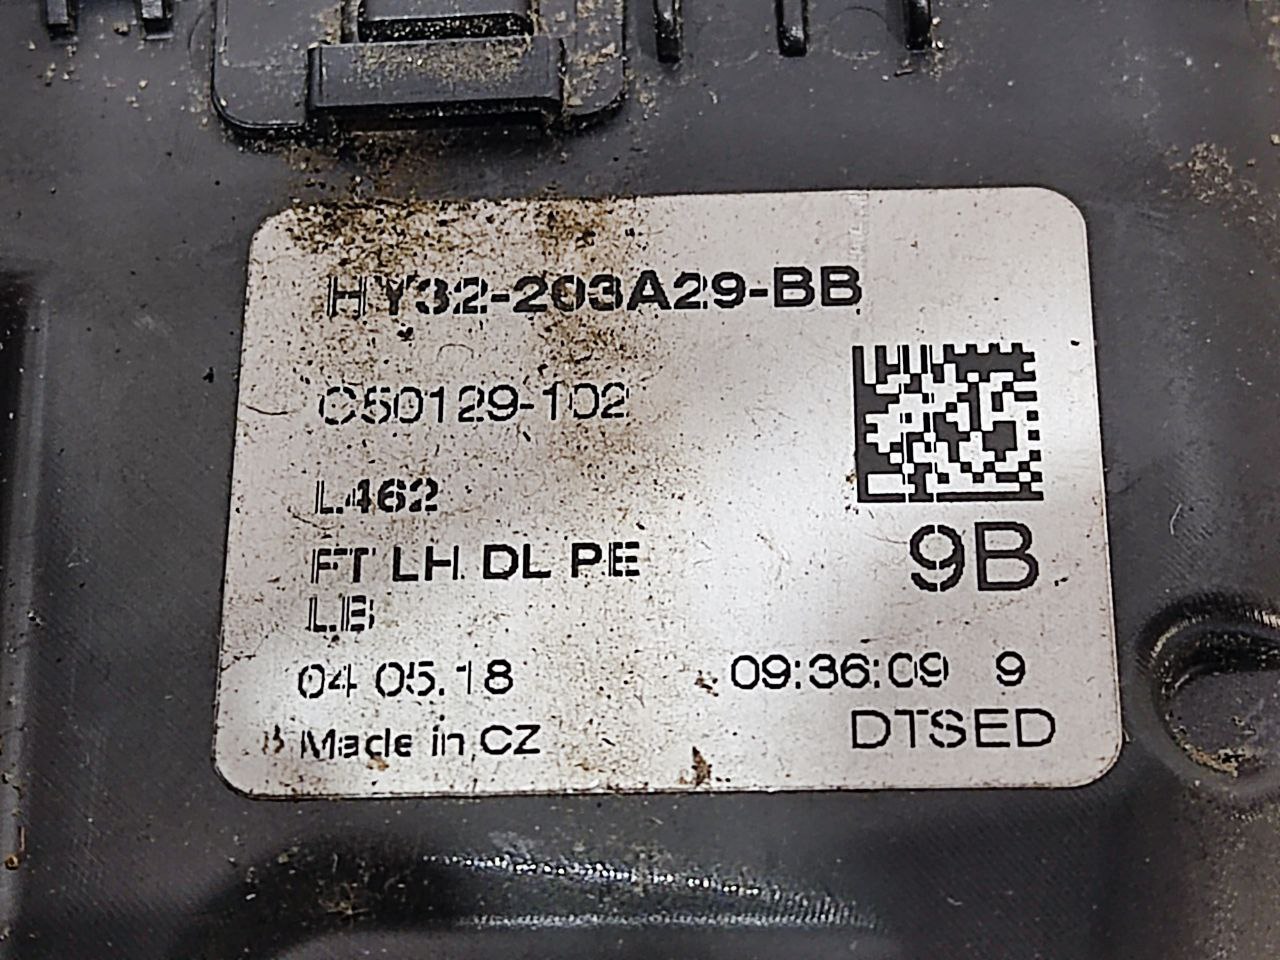 HY32-203A29-BB
C50129-102
L462
9B
FT LH DL PE
LB
04.05.18 09:36:09 9
Made in CZ DTSED